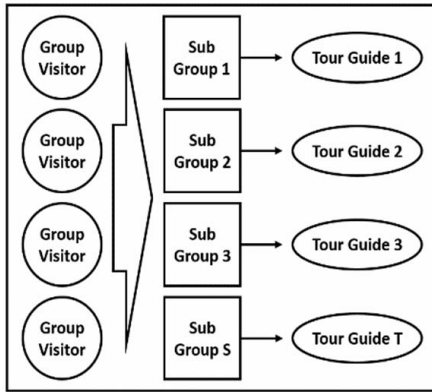 Group
Visitor
Sub
Group 1
Tour Guide 1
Group
Visitor
Sub
Group 2
Tour Guide 2
Group
Visitor
Sub
Group 3
Tour Guide 3
Group
Visitor
Sub
Group S
Tour Guide T